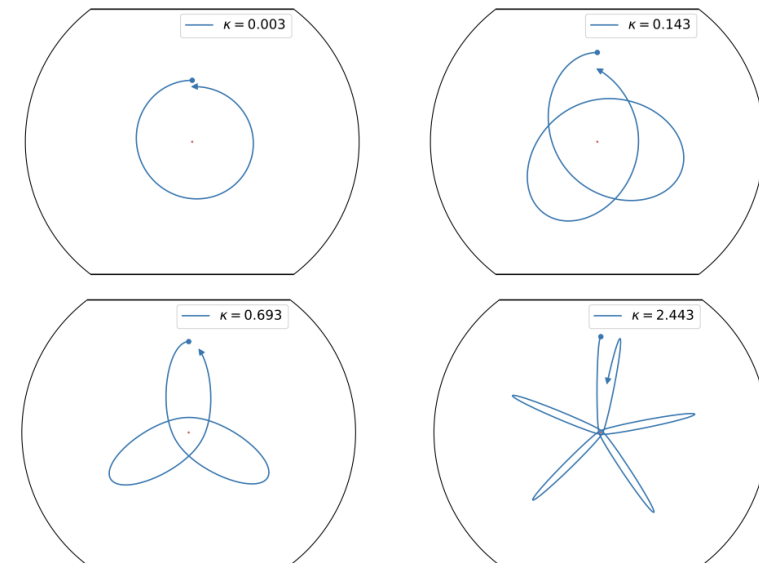 κ = 0.003
κ = 0.143
κ = 0.693
κ = 2.443